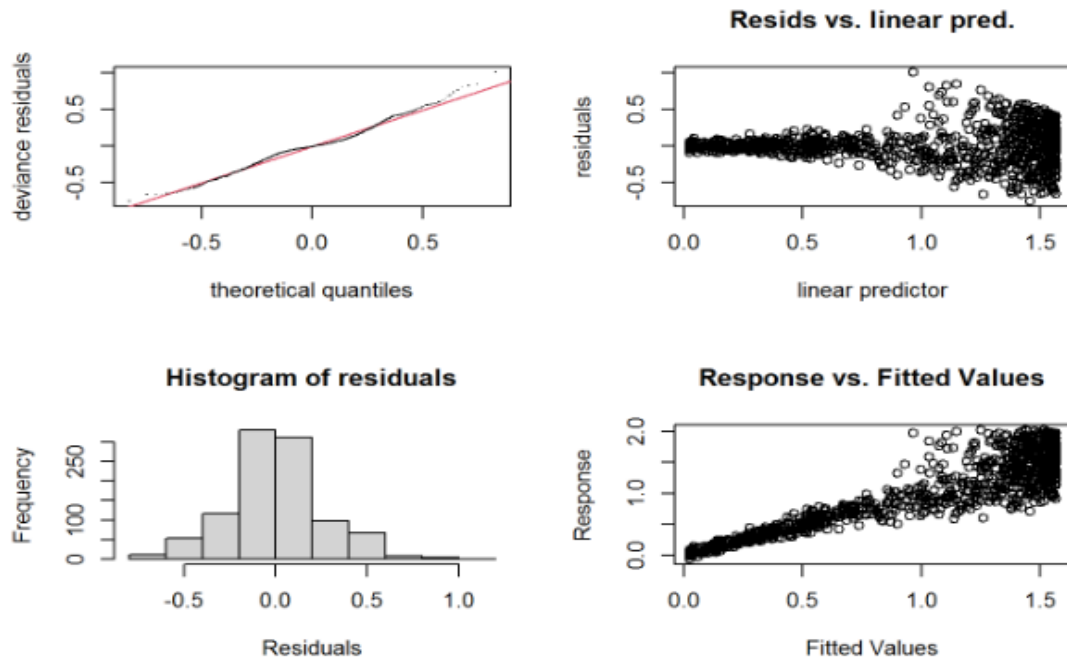 deviance residuals
0.5
-0.5
-0.5
0.0
0.5
theoretical quantiles
Resids vs. linear pred.
residuals
0.5
-0.5
0.0
0.5
1.0
1.5
linear predictor
Histogram of residuals
Frequency
250
100
0
-0.5
0.0
0.5
1.0
Residuals
Response vs. Fitted Values
Response
2.0
1.0
0.0
0.0
0.5
1.0
1.5
Fitted Values